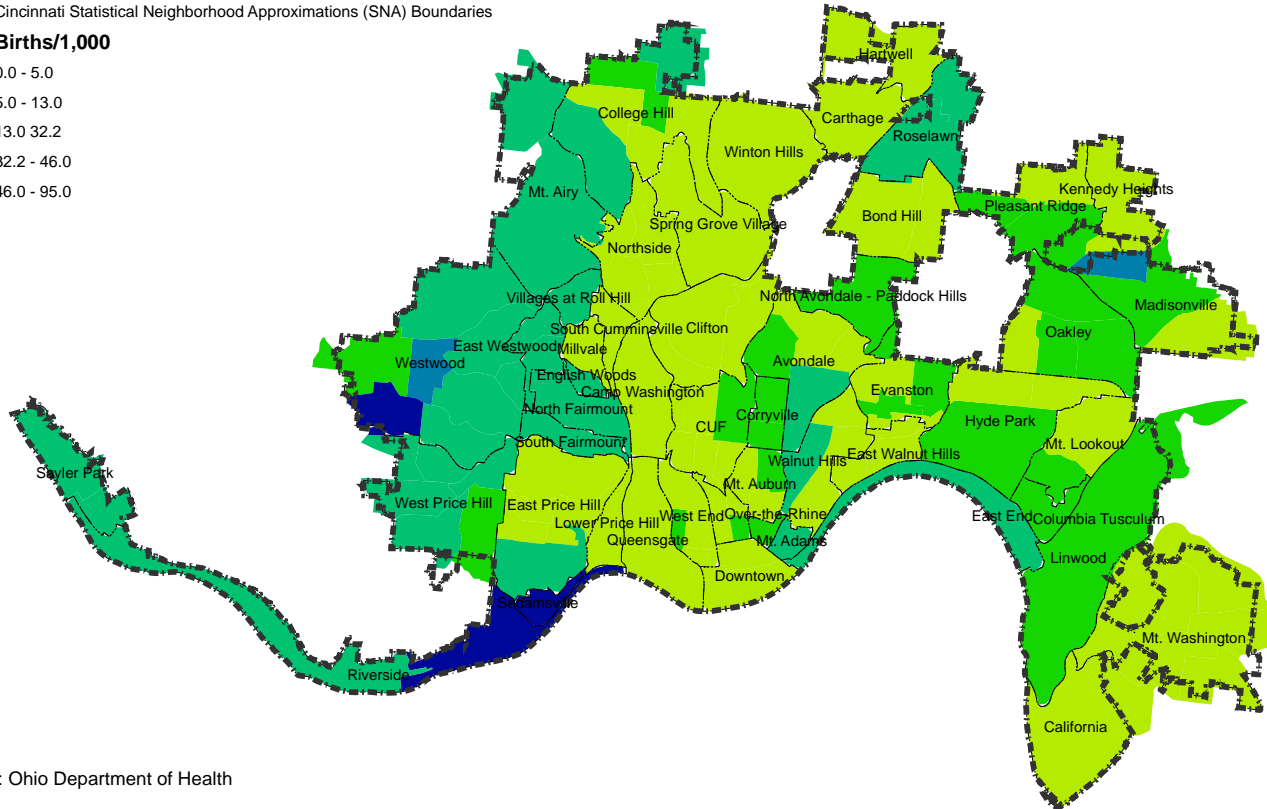 Cincinnati Statistical Neighborhood Approximations (SNA) Boundaries
Births/1,000
0.0 - 5.0
5.0 - 13.0
13.0 32.2
32.2 - 46.0
46.0 - 95.0
Hartwell
College Hill
Carthage
Roselawn
Winton Hills
Mt. Airy
Kennedy Heights
Pleasant Ridge
Bond Hill
Spring Grove Village
Northside
Villages at Roll Hill
North Avondale - Paddock Hills
Madisonville
South Cumminsville
Clifton
Oakley
East Westwood
Millvale
Westwood
Avondale
English Woods
Camp Washington
Evanston
North Fairmount
Corryville
CUF
Hyde Park
South Fairmount
Mt. Lookout
East Walnut Hills
Walnut Hills
Sayler Park
Mt. Auburn
West Price Hill
East Price Hill
Lower Price Hill
West End
Over-the-Rhine
East End
Columbia Tusculum
Queensgate
Mt. Adams
Linwood
Downtown
Sedamsville
Mt. Washington
Riverside
California
: Ohio Department of Health